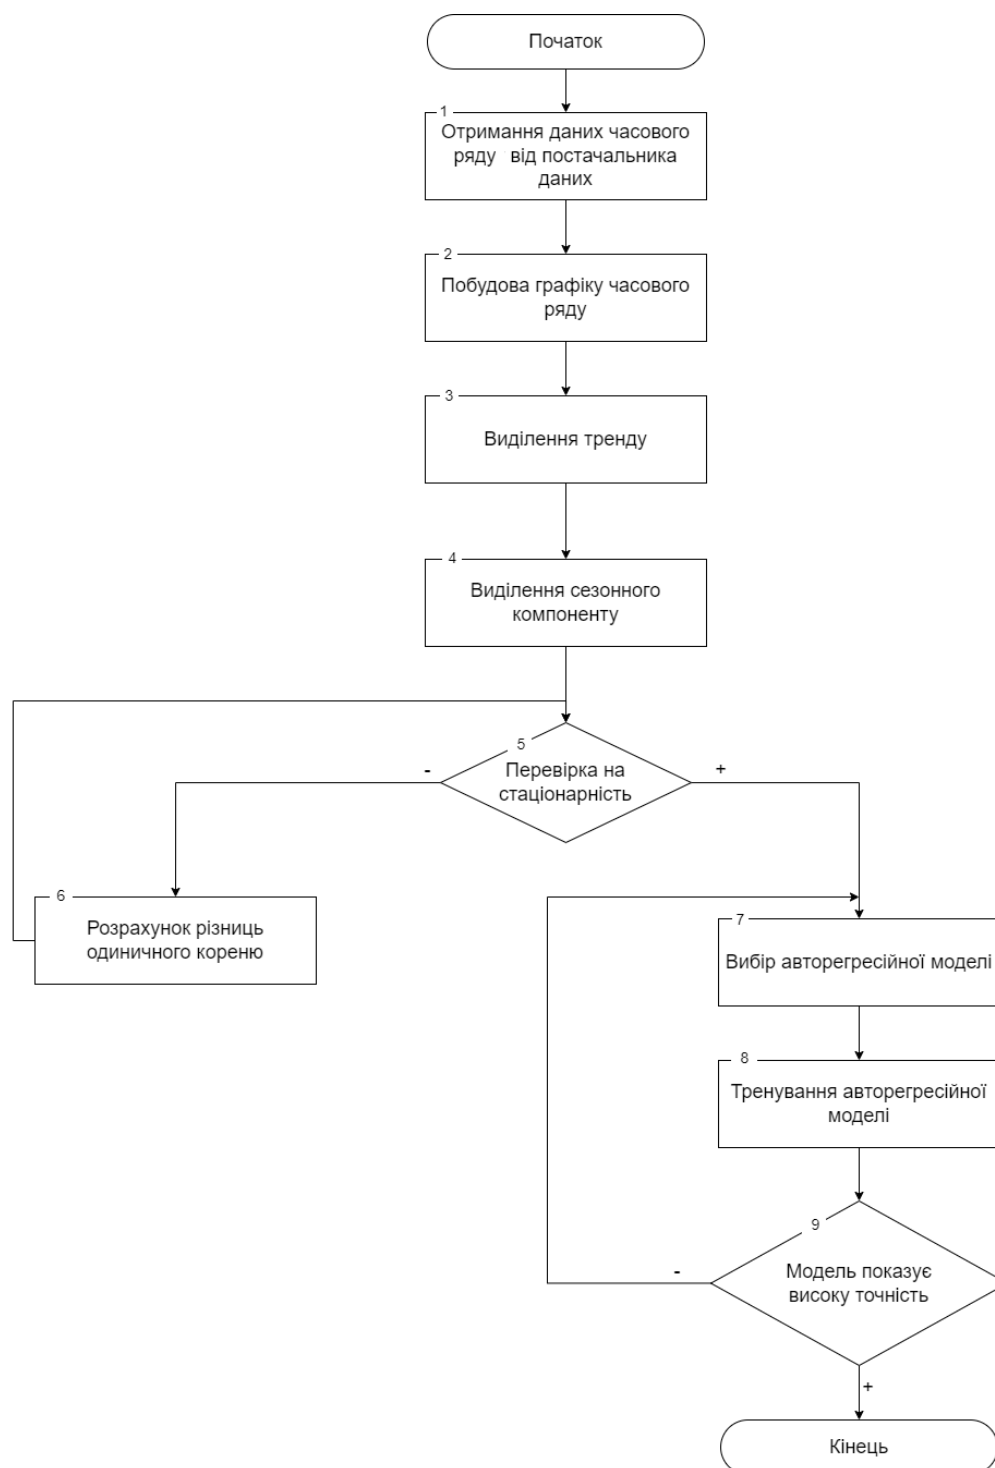 Початок
1
Отримання даних часового
ряду від постачальника
даних
2
Побудова графіку часового
ряду
3
Виділення тренду
4
Виділення сезонного
компоненту
5
Перевірка на
стаціонарність
-
+
6
Розрахунок різниць
одиничного кореню
7
Вибір авторегресійної моделі
8
Тренування авторегресійної
моделі
9
Модель показує
високу точність
-
+
Кінець